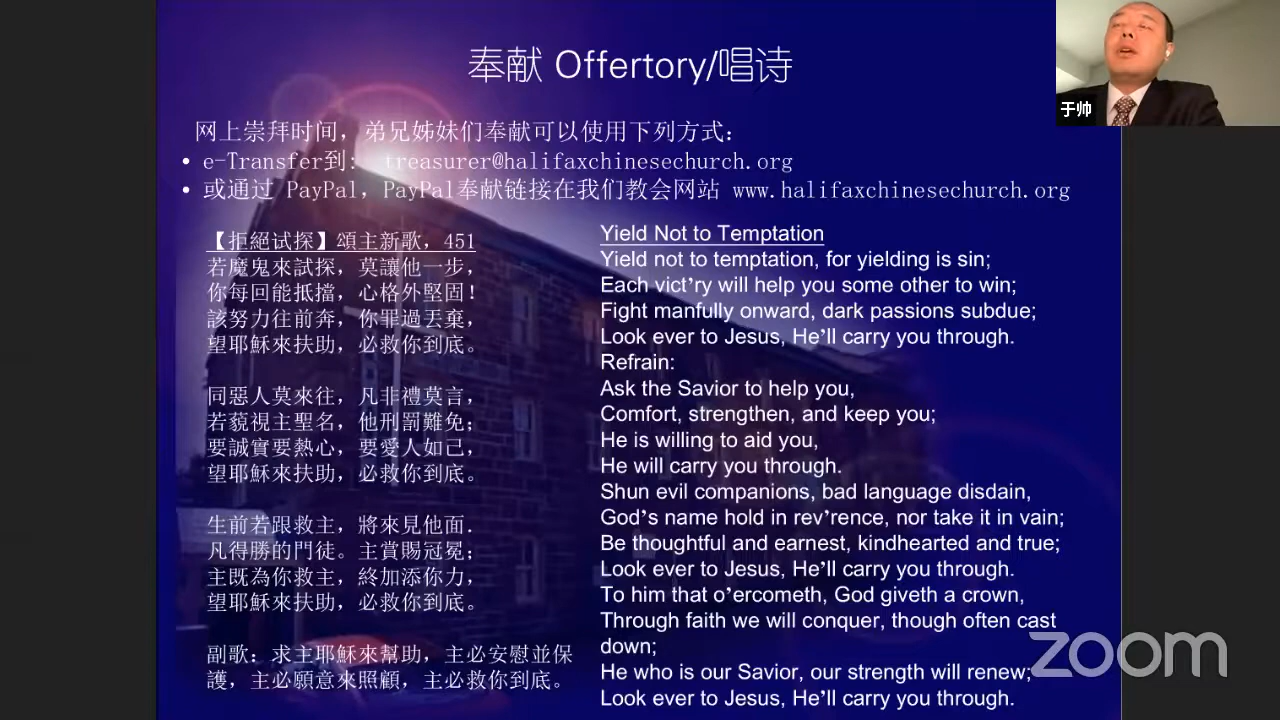 奉献 Offertory/唱诗
于帅
网上崇拜时间，弟兄姊妹们奉献可以使用下列方式：
• e-Transfer到： treasurer@halifaxchinesechurch.org
• 或通过 PayPal，PayPal奉献链接在我们教会网站 www.halifaxchinesechurch.org
【拒絕试探】頌主新歌，451
若魔鬼來試探，莫讓他一步，
你每回能抵擋，心格外堅固！
該努力往前奔，你罪過丟棄，
望耶穌來扶助，必救你到底。
同惡人莫來往，凡非禮莫言，
若藐視主聖名，他刑罰難免；
要誠實要熱心，要愛人如己，
望耶穌來扶助，必救你到底。
生前若跟救主，將來見他面．
凡得勝的門徒。主賞賜冠冕；
主既為你救主，終加添你力，
望耶穌來扶助，必救你到底。
副歌：求主耶穌來幫助，主必安慰並保
護，主必願意來照顧，主必救你到底。
Yield Not to Temptation
Yield not to temptation, for yielding is sin;
Each vict’ry will help you some other to win;
Fight manfully onward, dark passions subdue;
Look ever to Jesus, He’ll carry you through.
Refrain:
Ask the Savior to help you,
Comfort, strengthen, and keep you;
He is willing to aid you,
He will carry you through.
Shun evil companions, bad language disdain,
God’s name hold in rev’rence, nor take it in vain;
Be thoughtful and earnest, kindhearted and true;
Look ever to Jesus, He’ll carry you through.
To him that o’ercometh, God giveth a crown,
Through faith we will conquer, though often cast
down;
He who is our Savior, our strength will renew;
Look ever to Jesus, He’ll carry you through.
zoom